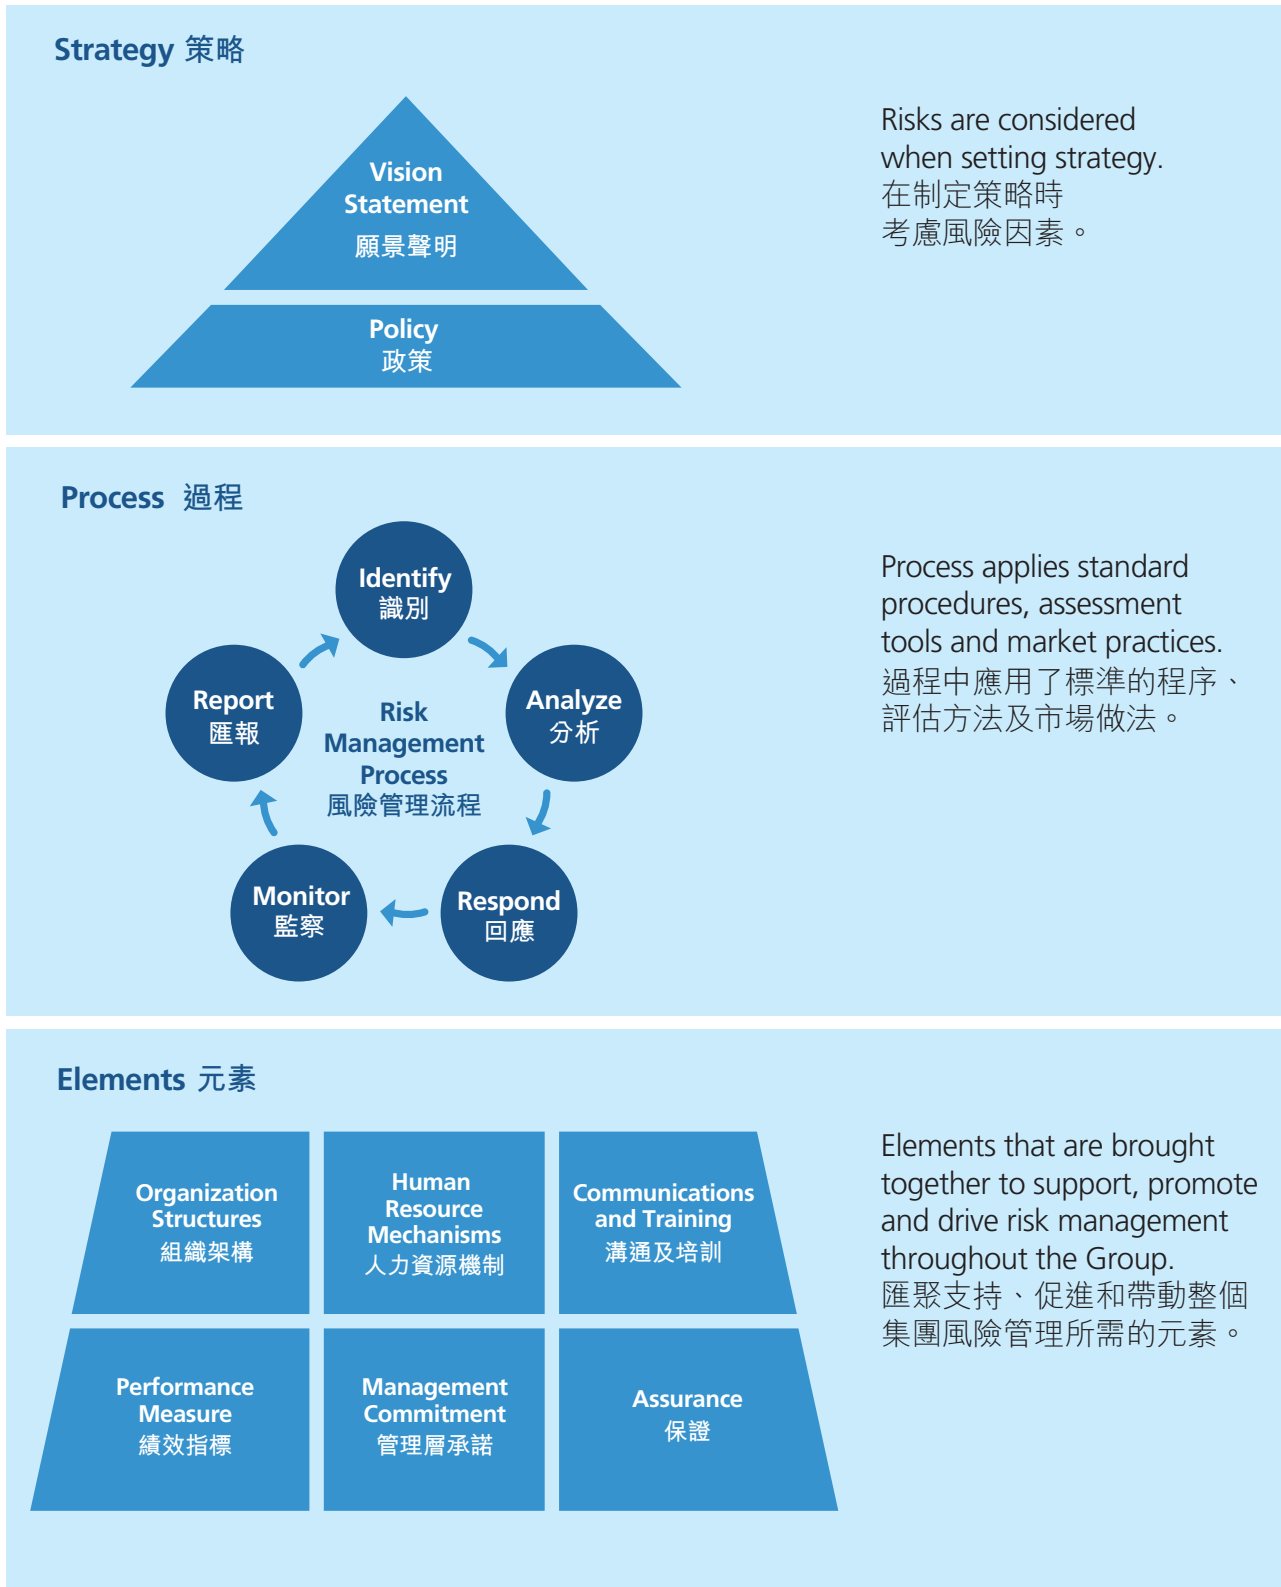 Strategy 策略
Vision
Statement
願景聲明
Policy
政策
Risks are considered
when setting strategy.
在制定策略時
考慮風險因素。
Process 過程
Identify
識別
Analyze
分析
Respond
回應
Monitor
監察
Report
匯報
Risk
Management
Process
風險管理流程
Process applies standard
procedures, assessment
tools and market practices.
過程中應用了標準的程序、
評估方法及市場做法。
Elements 元素
Organization
Structures
組織架構
Human
Resource
Mechanisms
人力資源機制
Communications
and Training
溝通及培訓
Performance
Measure
績效指標
Management
Commitment
管理層承諾
Assurance
保證
Elements that are brought
together to support, promote
and drive risk management
throughout the Group.
匯聚支持、促進和帶動整個
集團風險管理所需的元素。